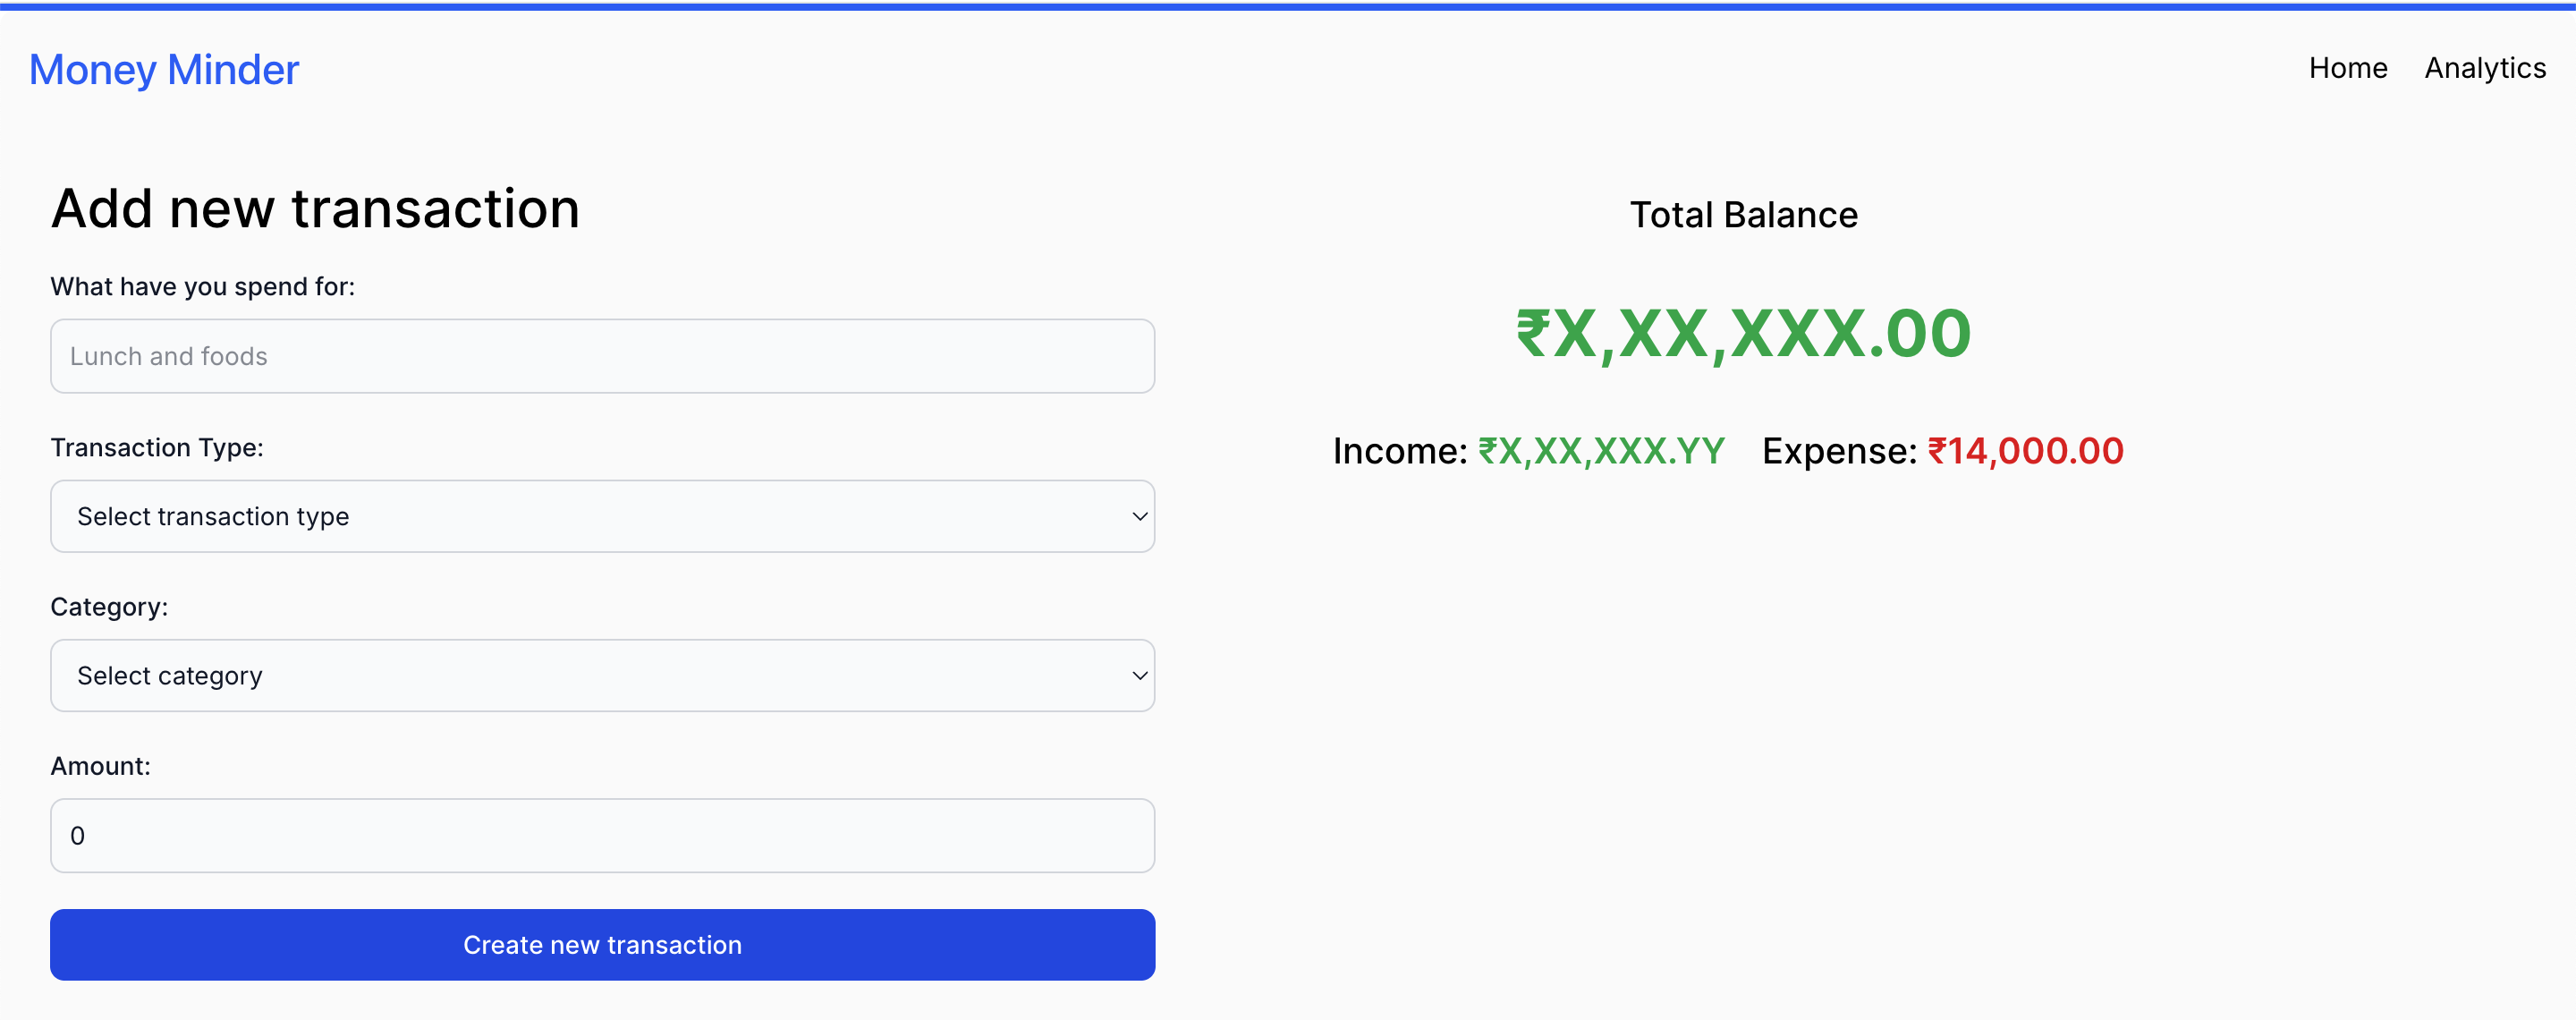 Money Minder
Home
Analytics
Add new transaction
What have you spend for:
Lunch and foods
Transaction Type:
Select transaction type
Category:
Select category
Amount:
0
Create new transaction
Total Balance
₹X,XX,XXX.00
Income: ₹X,XX,XXX.YY Expense: ₹14,000.00